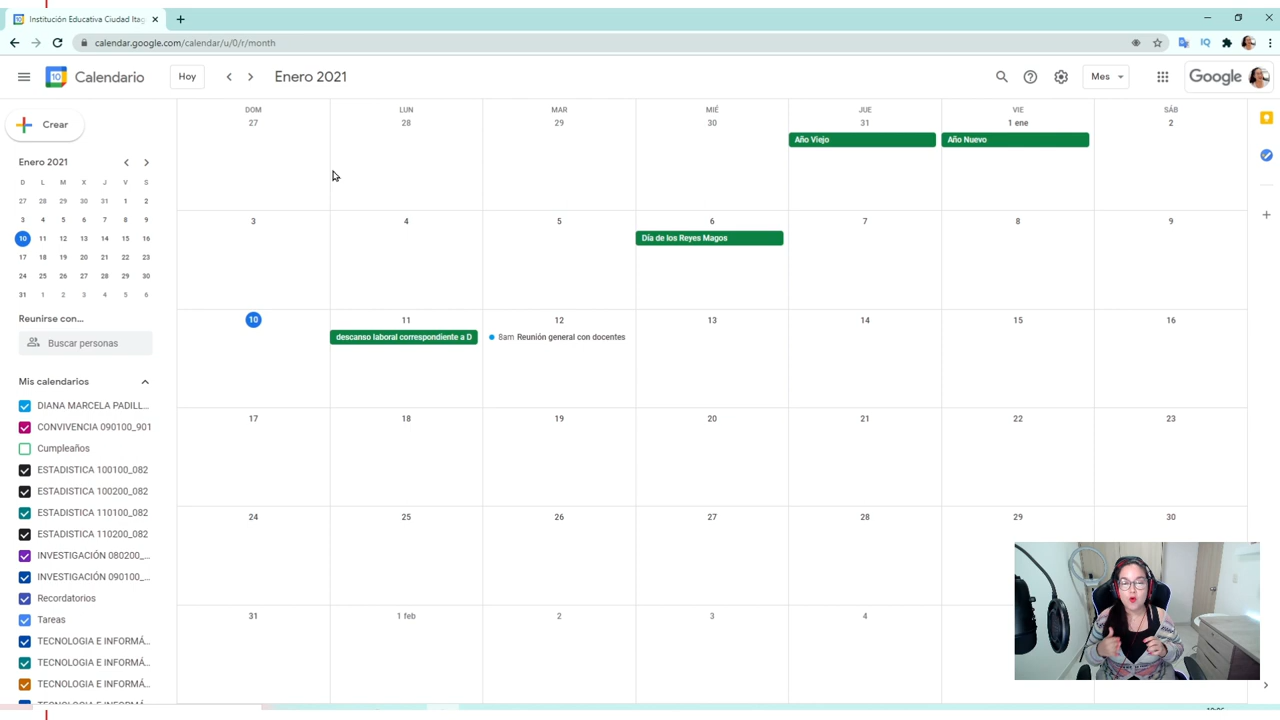 Institución Educativa Ciudad Itag
calendar.google.com/calendar/u/0/r/month
IQ
10 Calendario
Hoy
Enero 2021
Mes
Google
Crear
DOM LUN MAR MIÉ JUE VIE SÁB
27 28 29 30 31 1 ene 2
Año Viejo
Año Nuevo
Enero 2021
D L M X J V S
27 28 29 30 31 1 2
3 4 5 6 7 8 9
10 11 12 13 14 15 16
17 18 19 20 21 22 23
24 25 26 27 28 29 30
31 1 2 3 4 5 6
3 4 5 6 7 8 9
Día de los Reyes Magos
10 11 12 13 14 15 16
descanso laboral correspondiente a D
8am Reunión general con docentes
17 18 19 20 21 22 23
24 25 26 27 28 29 30
31 1 feb 2 3 4
Reunirse con...
Buscar personas
Mis calendarios
DIANA MARCELA PADILL...
CONVIVENCIA 090100_901
Cumpleaños
ESTADISTICA 100100_082
ESTADISTICA 100200_082
ESTADISTICA 110100_082
ESTADISTICA 110200_082
INVESTIGACIÓN 080200_...
INVESTIGACIÓN 090100_...
Recordatorios
Tareas
TECNOLOGIA E INFORMÁ...
TECNOLOGIA E INFORMÁ...
TECNOLOGIA E INFORMÁ...